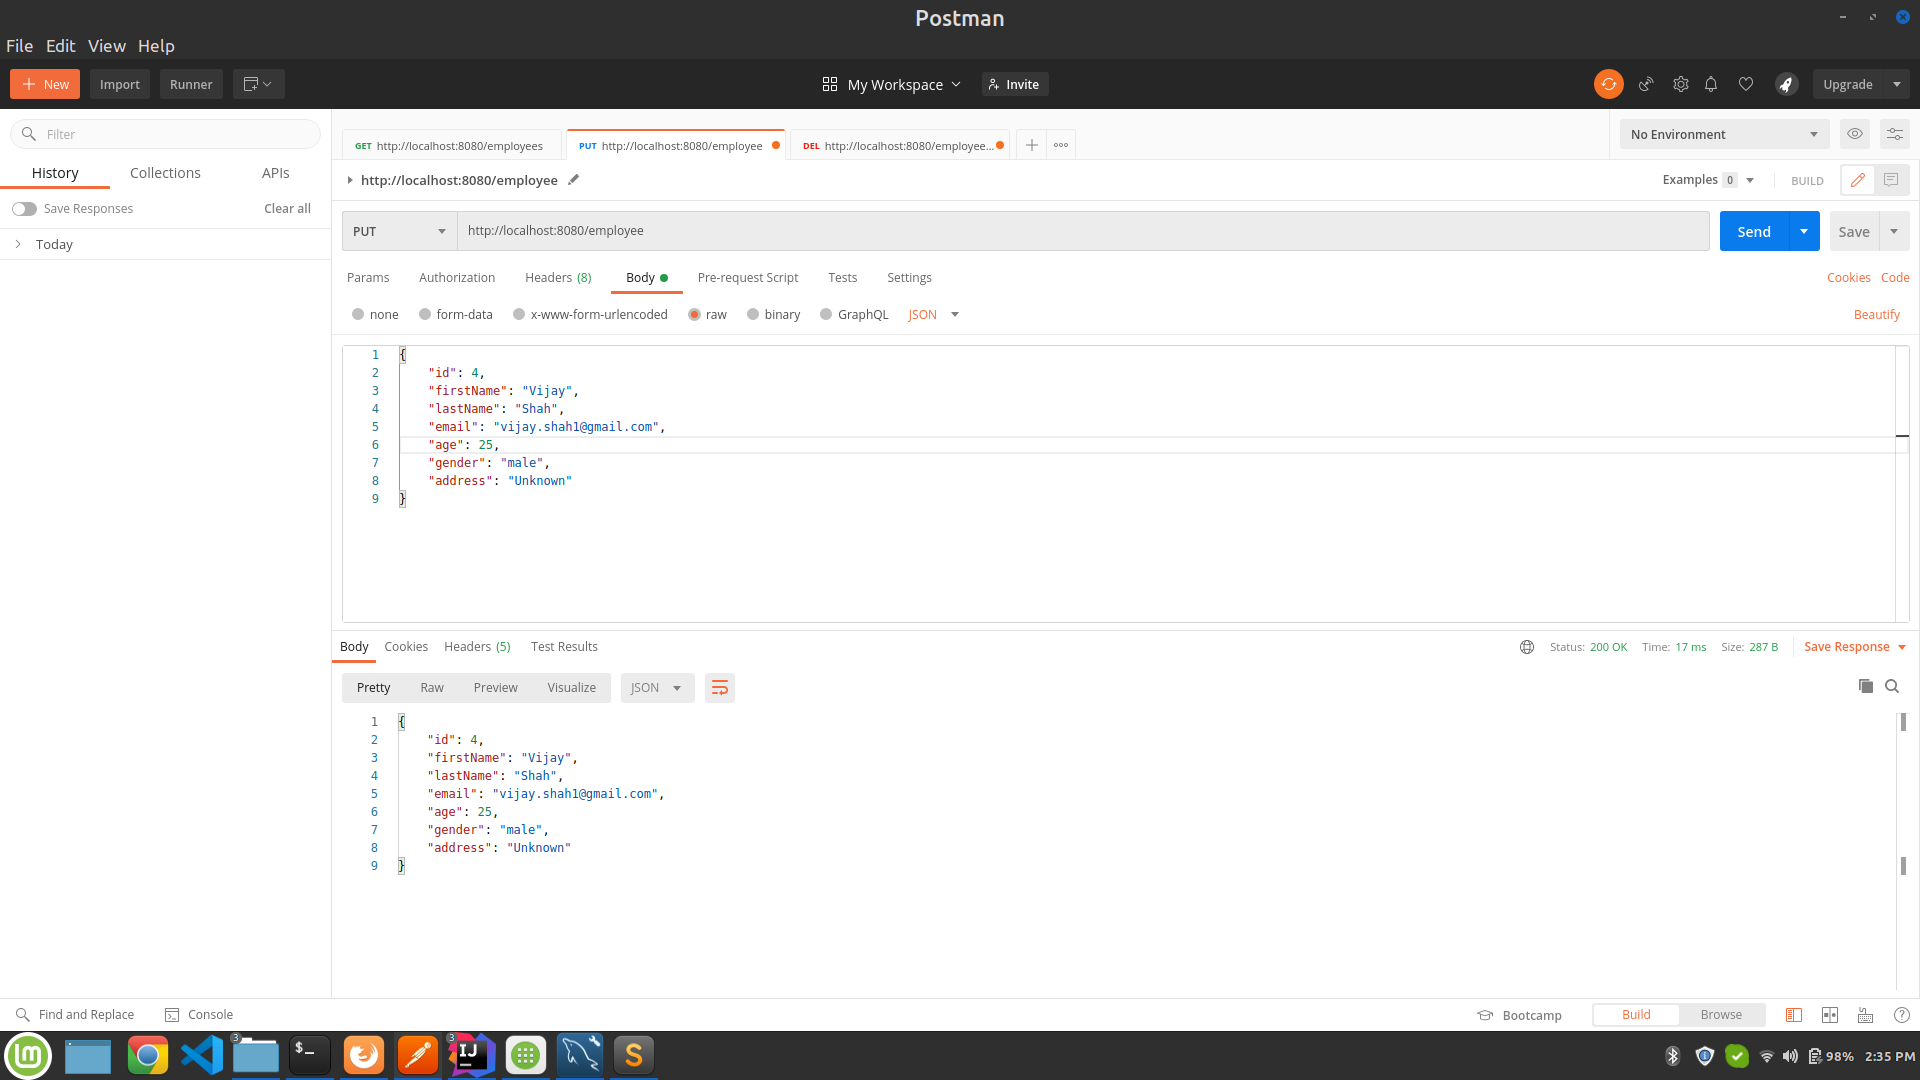 Postman
File Edit View Help
New Import Runner My Workspace Invite Upgrade
Filter
History Collections APIs
Save Responses Clear all
Today
GET http://localhost:8080/employees PUT http://localhost:8080/employee DEL http://localhost:8080/employee... No Environment
http://localhost:8080/employee Examples 0 BUILD
PUT http://localhost:8080/employee Send Save
Params Authorization Headers (8) Body Pre-request Script Tests Settings Cookies Code
none form-data x-www-form-urlencoded raw binary GraphQL JSON Beautify
1 {
2 "id": 4,
3 "firstName": "Vijay",
4 "lastName": "Shah",
5 "email": "vijay.shah1@gmail.com",
6 "age": 25,
7 "gender": "male",
8 "address": "Unknown"
9 }
Body Cookies Headers (5) Test Results Status: 200 OK Time: 17 ms Size: 287 B Save Response
Pretty Raw Preview Visualize JSON
1 {
2 "id": 4,
3 "firstName": "Vijay",
4 "lastName": "Shah",
5 "email": "vijay.shah1@gmail.com",
6 "age": 25,
7 "gender": "male",
8 "address": "Unknown"
9 }
Find and Replace Console Bootcamp Build Browse
3 $_ 3 IJ S 98% 2:35 PM